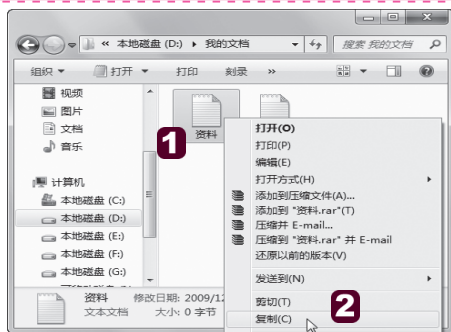 本地磁盘 (D:) ▸ 我的文档
搜索 我的文档
组织 打开 打印 刻录 »
视频
图片
文档
音乐
计算机
本地磁盘 (C:)
本地磁盘 (D:)
本地磁盘 (E:)
本地磁盘 (F:)
本地磁盘 (G:)
资料
1
打开(O)
打印(P)
编辑(E)
打开方式(H)
添加到压缩文件(A)...
添加到 "资料.rar"(T)
压缩并 E-mail...
压缩到 "资料.rar" 并 E-mail
还原以前的版本(V)
发送到(N)
剪切(T)
复制(C)
2
资料 修改日期: 2009/12
文本文档 大小: 0 字节